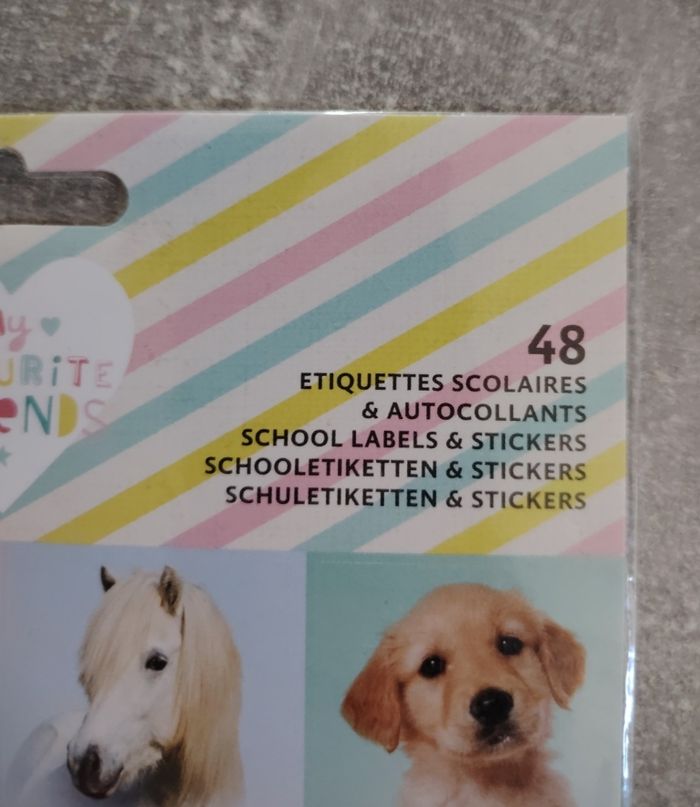 48
ETIQUETTES SCOLAIRES
& AUTOCOLLANTS
SCHOOL LABELS & STICKERS
SCHOOLETIKETTEN & STICKERS
SCHULETIKETTEN & STICKERS